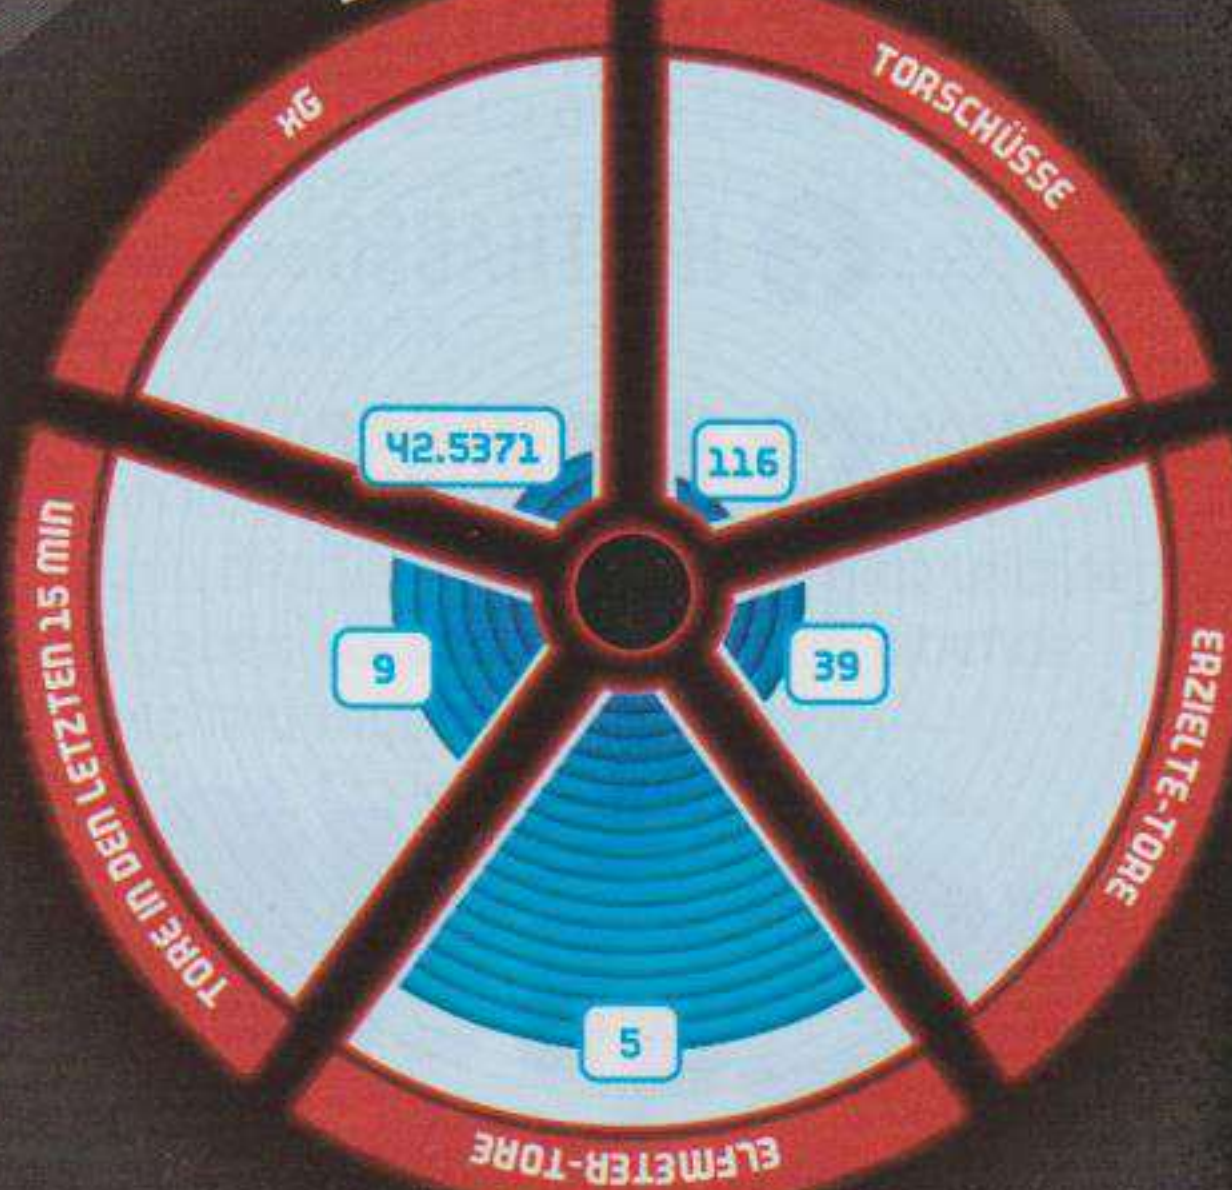 xG
TORSCHÜSSE
42.5371
116
9
39
5
TORE IN DEN LETZTEN 15 MIN
ERZIELTE-TORE
ELFMETER-TORE